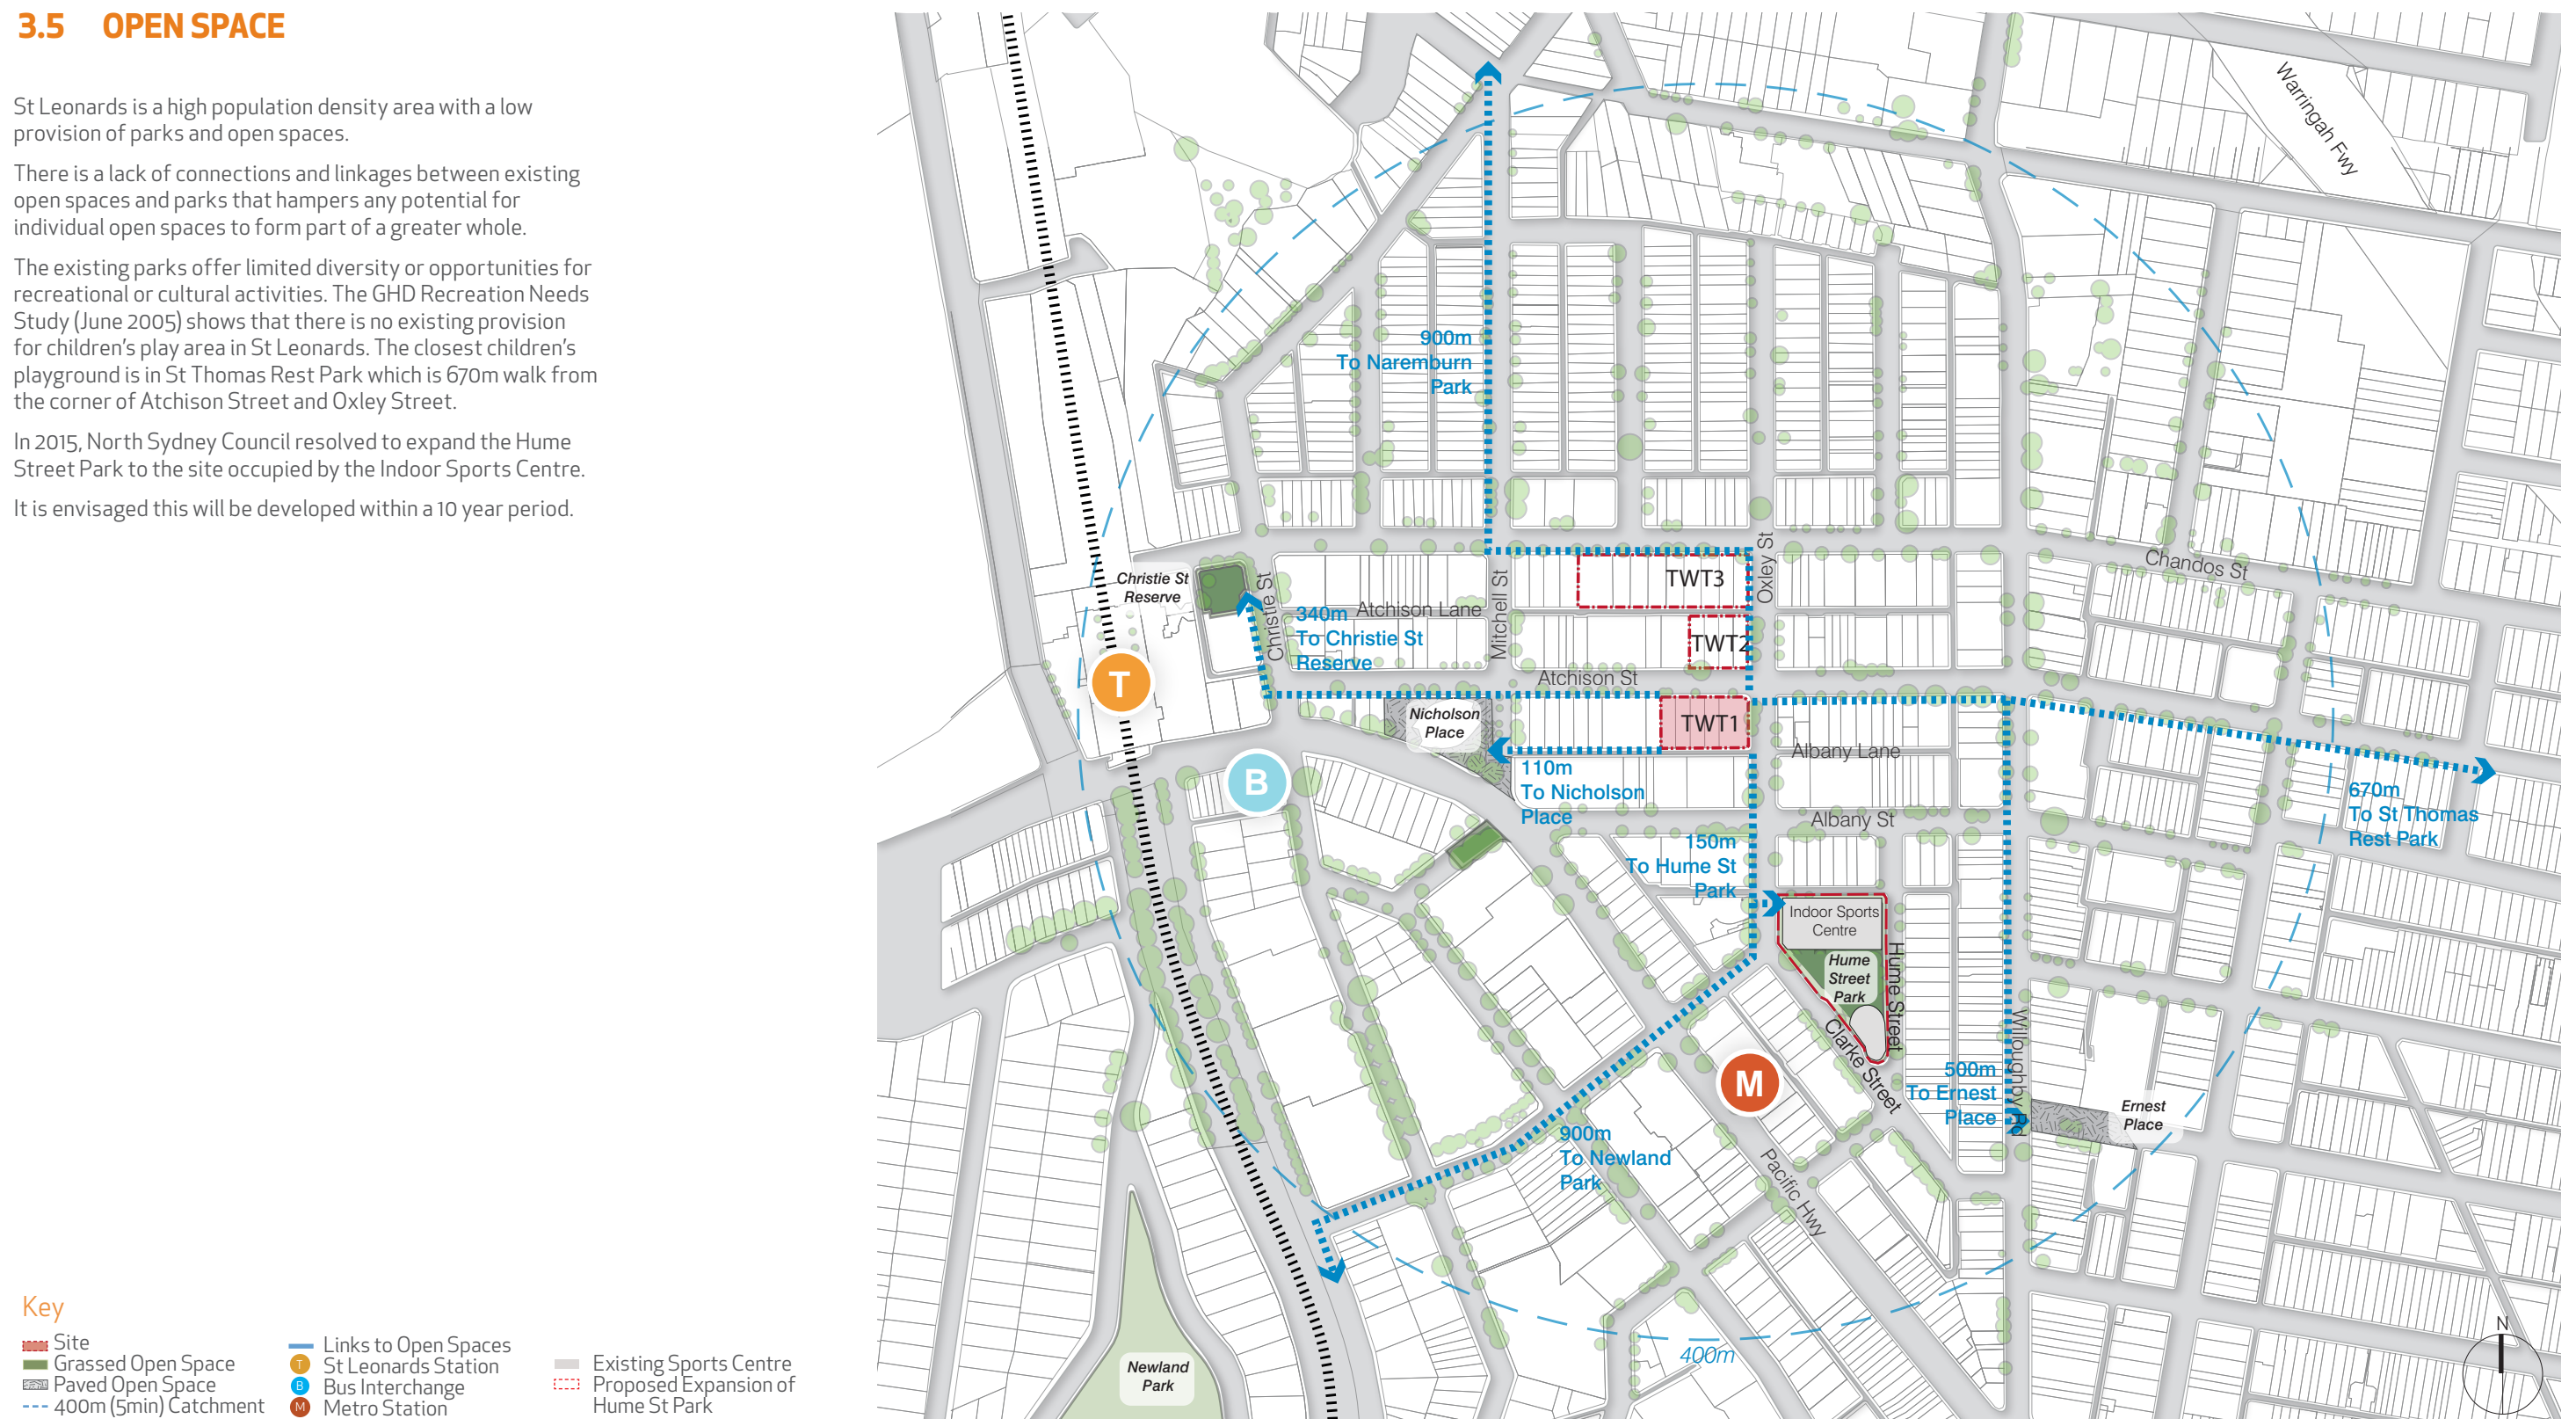 3.5 OPEN SPACE
St Leonards is a high population density area with a low
provision of parks and open spaces.
There is a lack of connections and linkages between existing
open spaces and parks that hampers any potential for
individual open spaces to form part of a greater whole.
The existing parks offer limited diversity or opportunities for
recreational or cultural activities. The GHD Recreation Needs
Study (June 2005) shows that there is no existing provision
for children's play area in St Leonards. The closest children's
playground is in St Thomas Rest Park which is 670m walk from
the corner of Atchison Street and Oxley Street.
In 2015, North Sydney Council resolved to expand the Hume
Street Park to the site occupied by the Indoor Sports Centre.
It is envisaged this will be developed within a 10 year period.
Key
Site
Grassed Open Space
Paved Open Space
400m (5min) Catchment
Links to Open Spaces
T St Leonards Station
B Bus Interchange
M Metro Station
Existing Sports Centre
Proposed Expansion of
Hume St Park
Warringah Fwy
900m
To Naremburn
Park
Christie St
Reserve
Christie St
340m
To Christie St
Reserve
Atchison Lane
Mitchell St
TWT3
Oxley St
TWT2
Chandos St
T
Atchison St
Nicholson
Place
TWT1
Albany Lane
B
110m
To Nicholson
Place
Albany St
670m
To St Thomas
Rest Park
150m
To Hume St
Park
Indoor Sports
Centre
Hume
Street
Park
Hume Street
Clarke Street
M
Willoughby Rd
500m
To Ernest
Place
Ernest
Place
900m
To Newland
Park
Pacific Hwy
400m
Newland
Park
N